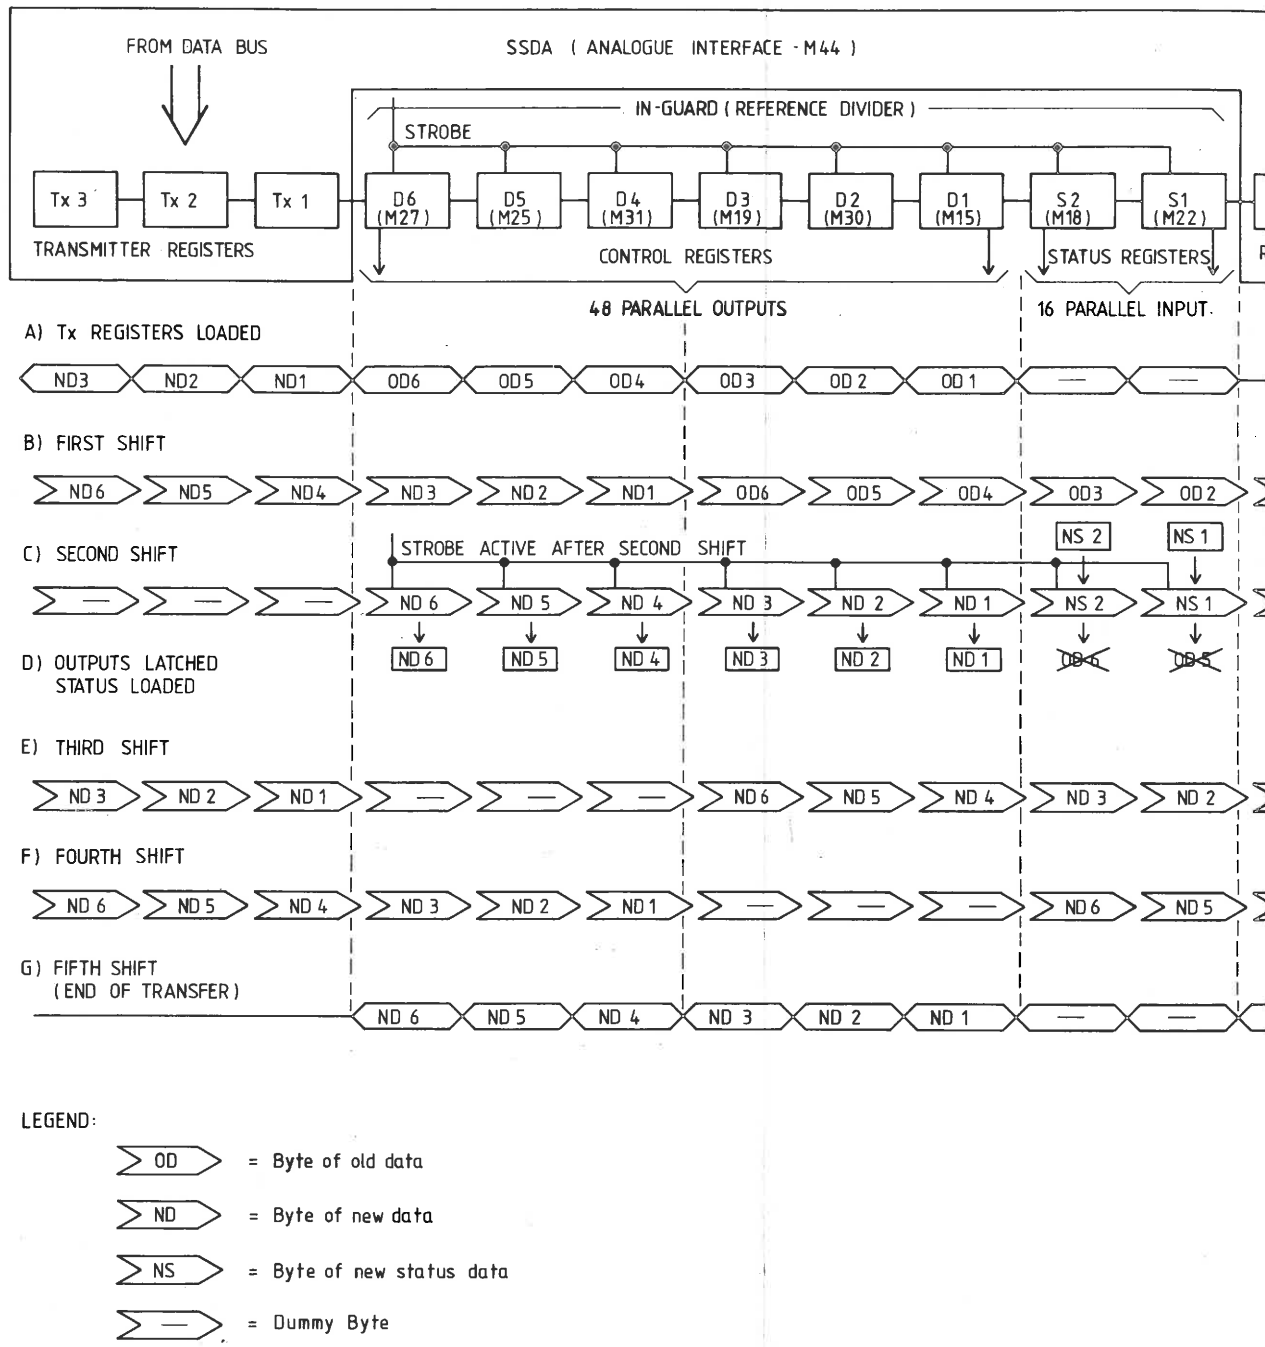 FROM DATA BUS
SSDA ( ANALOGUE INTERFACE - M44 )
IN-GUARD ( REFERENCE DIVIDER )
STROBE
Tx 3 Tx 2 Tx 1 D6 (M27) D5 (M25) D4 (M31) D3 (M19) D2 (M30) D1 (M15) S2 (M18) S1 (M22)
TRANSMITTER REGISTERS
CONTROL REGISTERS
STATUS REGISTERS
48 PARALLEL OUTPUTS
16 PARALLEL INPUT.
A) Tx REGISTERS LOADED
ND3 ND2 ND1 OD6 OD5 OD4 OD3 OD 2 OD 1 — —
B) FIRST SHIFT
ND6 ND5 ND4 ND 3 ND 2 ND1 OD6 OD5 OD4 OD3 OD 2
C) SECOND SHIFT
STROBE ACTIVE AFTER SECOND SHIFT
NS 2 NS 1
— — — ND 6 ND 5 ND 4 ND 3 ND 2 ND 1 NS 2 NS 1
D) OUTPUTS LATCHED
STATUS LOADED
ND 6 ND 5 ND 4 ND 3 ND 2 ND 1 OD 6 OD 5
E) THIRD SHIFT
ND 3 ND 2 ND 1 — — — ND6 ND 5 ND 4 ND 3 ND 2
F) FOURTH SHIFT
ND 6 ND 5 ND 4 ND 3 ND 2 ND 1 — — — ND 6 ND 5
G) FIFTH SHIFT
( END OF TRANSFER )
ND 6 ND 5 ND 4 ND 3 ND 2 ND 1 — —
LEGEND:
OD = Byte of old data
ND = Byte of new data
NS = Byte of new status data
— = Dummy Byte